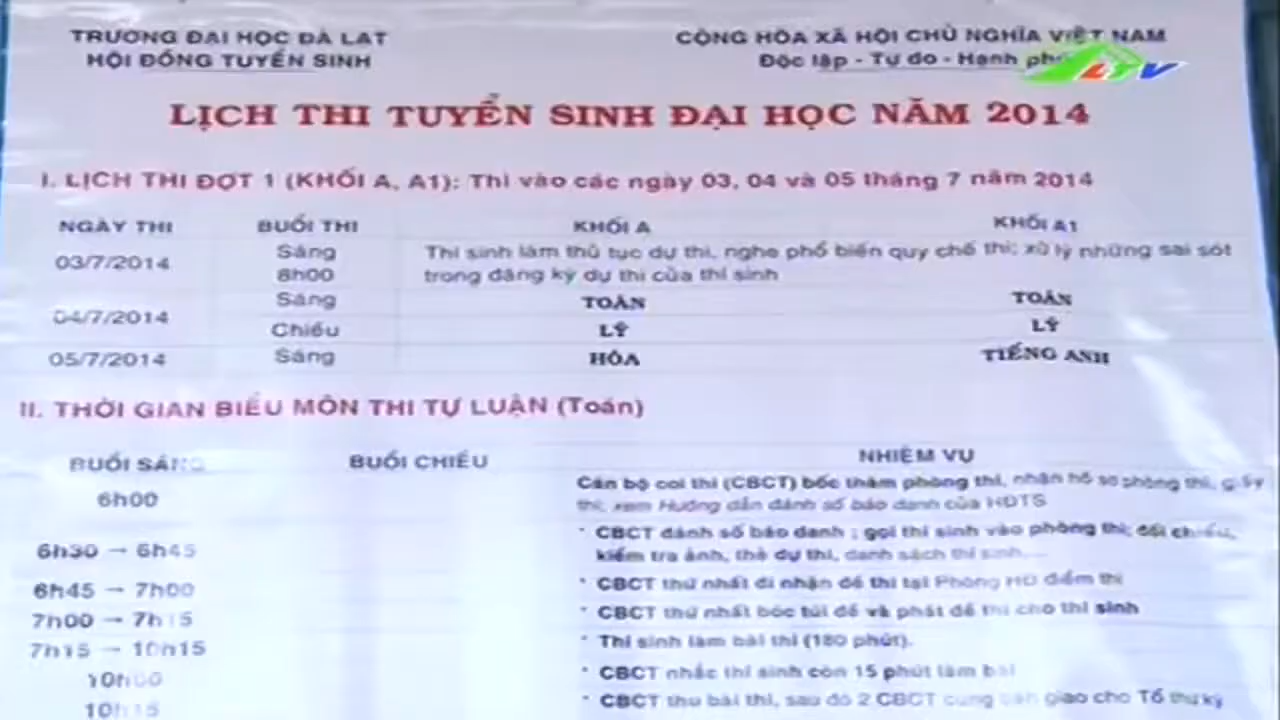 TRƯỜNG ĐẠI HỌC ĐÀ LẠT
HỘI ĐỒNG TUYỂN SINH
CỘNG HÒA XÃ HỘI CHỦ NGHĨA VIỆT NAM
Độc lập - Tự do - Hạnh
LTV
LỊCH THI TUYỂN SINH ĐẠI HỌC NĂM 2014
I. LỊCH THI ĐỢT 1 (KHỐI A, A1): Thi vào các ngày 03, 04 và 05 tháng 7 năm 2014
NGÀY THI BUỔI THI KHỐI A KHỐI A1
03/7/2014 Sáng 8h00 Thí sinh làm thủ tục dự thi, nghe phổ biến quy chế thi; xử lý những sai sót
trong đăng ký dự thi của thí sinh
04/7/2014 Sáng TOÁN TOÁN
Chiều LÝ LÝ
05/7/2014 Sáng HÓA TIẾNG ANH
II. THỜI GIAN BIỂU MÔN THI TỰ LUẬN (Toán)
BUỔI SÁNG BUỔI CHIỀU NHIỆM VỤ
6h00 Cán bộ coi thi (CBCT) bốc thăm phòng thi, nhận hồ sơ phòng thi, giấy
thi; xem Hướng dẫn đánh số báo danh của HĐTS
6h30 → 6h45 * CBCT đánh số báo danh ; gọi thí sinh vào phòng thi; đối chiếu,
kiểm tra ảnh, thẻ dự thi, danh sách thí sinh....
6h45 → 7h00 * CBCT thứ nhất đi nhận đề thi tại Phòng HĐ điểm thi
7h00 → 7h15 * CBCT thứ nhất bóc túi đề và phát đề thi cho thí sinh
7h15 → 10h15 * Thí sinh làm bài thi (180 phút).
10h00 * CBCT nhắc thí sinh còn 15 phút làm bài
10h15 * CBCT thu bài thi, sau đó 2 CBCT cùng bàn giao cho Tổ thư ký